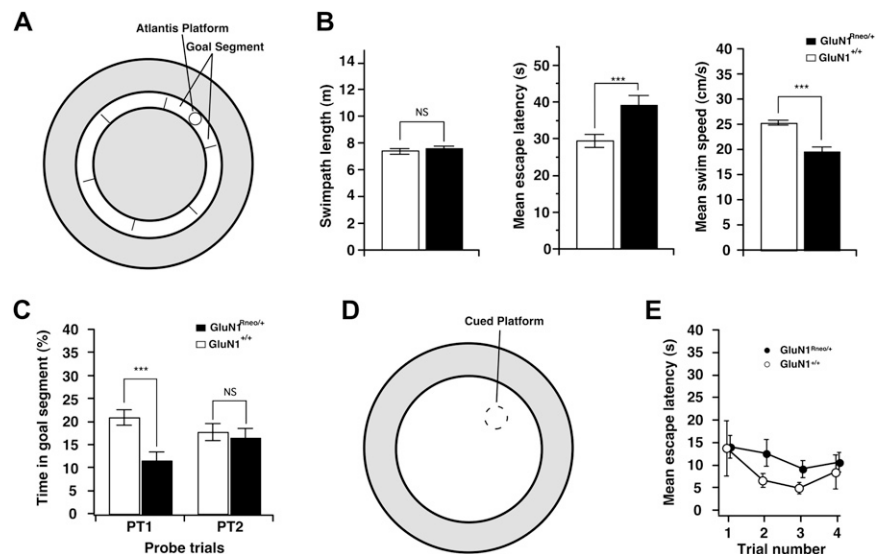 A
Atlantis Platform
Goal Segment
B
Swimpath length (m)
14
12
10
8
6
4
2
0
NS
Mean escape latency (s)
50
40
30
20
10
0
***
Mean swim speed (cm/s)
40
35
30
25
20
15
10
5
0
***
GluN1Rneo/+
GluN1+/+
C
Time in goal segment (%)
40
35
30
25
20
15
10
5
0
GluN1Rneo/+
GluN1+/+
***
NS
PT1 PT2
Probe trials
D
Cued Platform
E
Mean escape latency (s)
40
35
30
25
20
15
10
5
0
GluN1Rneo/+
GluN1+/+
1 2 3 4
Trial number